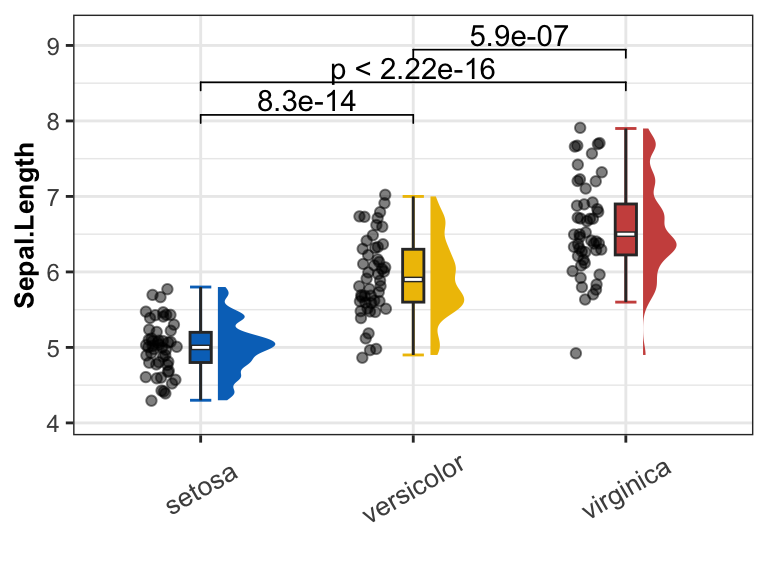 9
5.9e-07
p < 2.22e-16
8.3e-14
8
7
6
5
4
Sepal.Length
setosa
versicolor
virginica